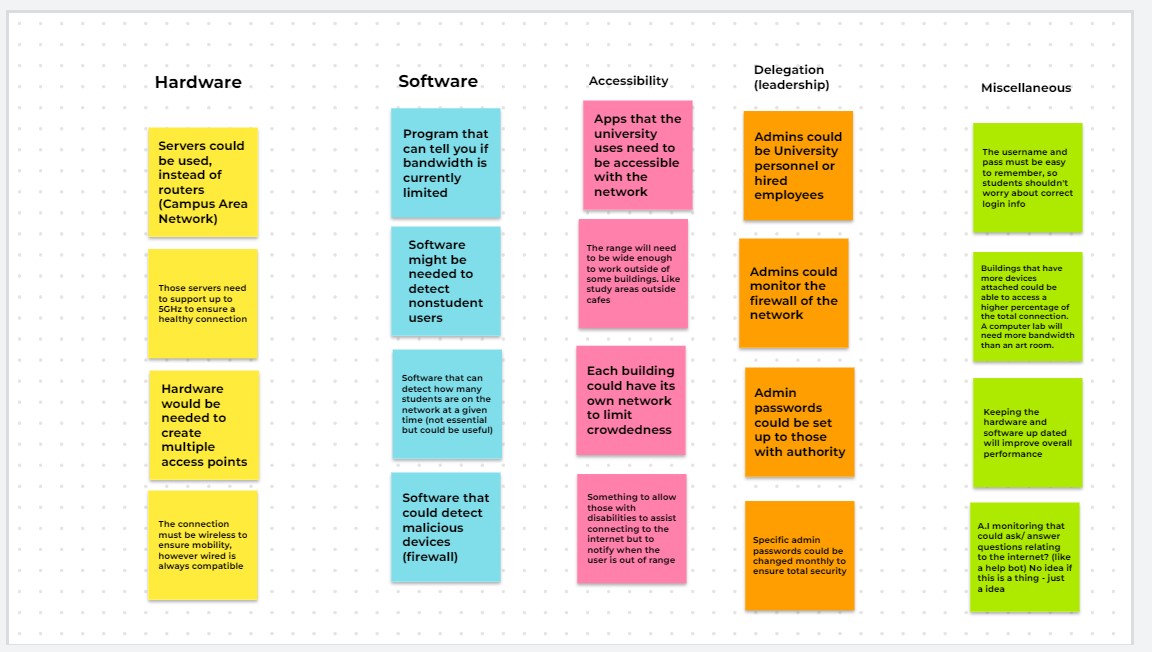 Hardware
Servers could
be used,
instead of
routers
(Campus Area
Network)
Those servers need
to support up to
5GHz to ensure a
healthy connection
Hardware
would be
needed to
create
multiple
access points
The connection
must be wireless to
ensure mobility,
however wired is
always compatible
Software
Program that
can tell you if
bandwidth is
currently
limited
Software
might be
needed to
detect
nonstudent
users
Software that can
detect how many
students are on the
network at a given
time (not essential
but could be useful)
Software that
could detect
malicious
devices
(firewall)
Accessibility
Apps that the
university
uses need to
be accessible
with the
network
The range will need
to be wide enough
to work outside of
some buildings. Like
study areas outside
cafes
Each building
could have its
own network
to limit
crowdedness
Something to allow
those with
disabilities to assist
connecting to the
internet but to
notify when the
user is out of range
Delegation
(leadership)
Admins could
be University
personnel or
hired
employees
Admins could
monitor the
firewall of the
network
Admin
passwords
could be set
up to those
with authority
Specific admin
passwords could be
changed monthly to
ensure total security
Miscellaneous
The username and
pass must be easy
to remember, so
students shouldn't
worry about correct
login info
Buildings that have
more devices
attached could be
able to access a
higher percentage of
the total connection.
A computer lab will
need more bandwidth
than an art room.
Keeping the
hardware and
software up dated
will improve overall
performance
A.I monitoring that
could ask/ answer
questions relating
to the internet? (like
a help bot) No idea if
this is a thing - just
a idea